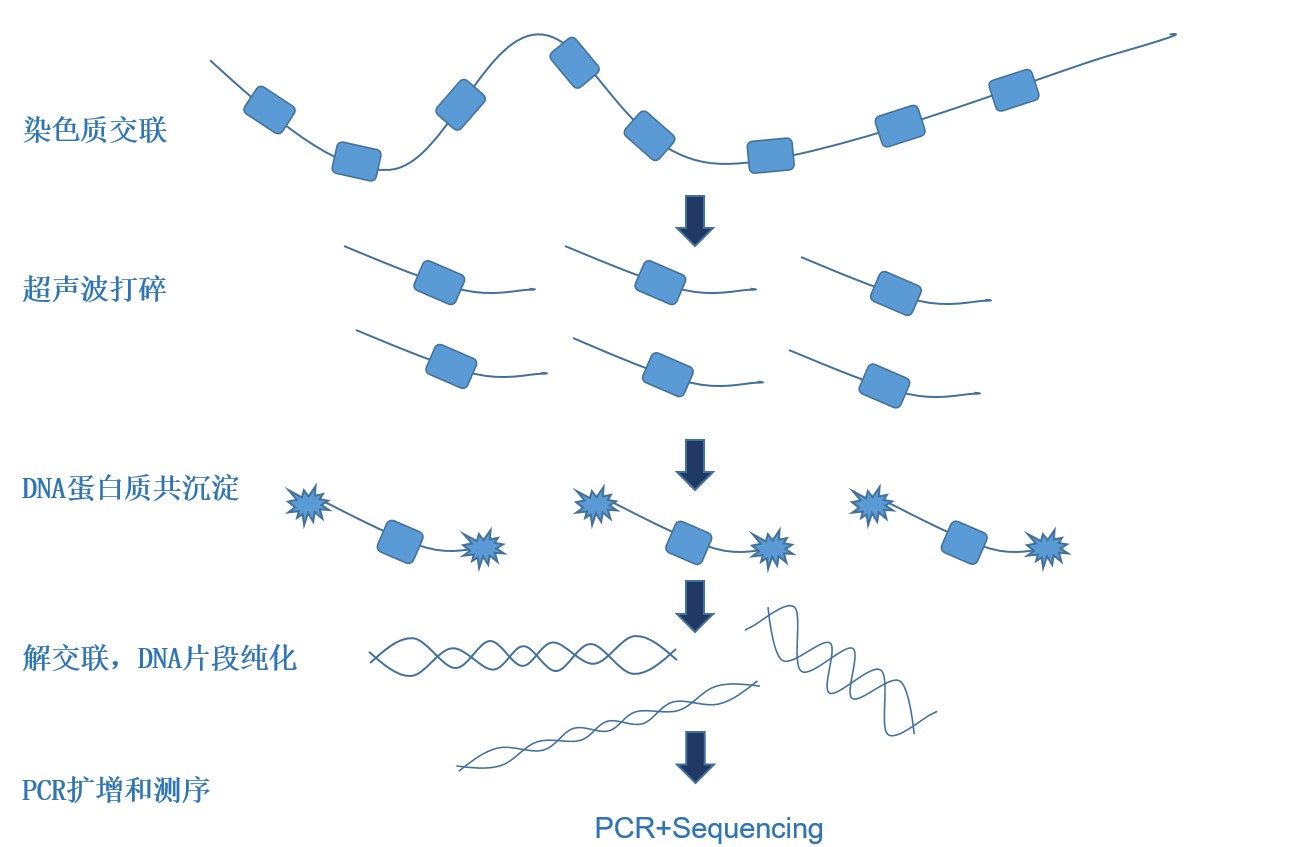 染色质交联
超声波打碎
DNA蛋白质共沉淀
解交联，DNA片段纯化
PCR扩增和测序
PCR+Sequencing